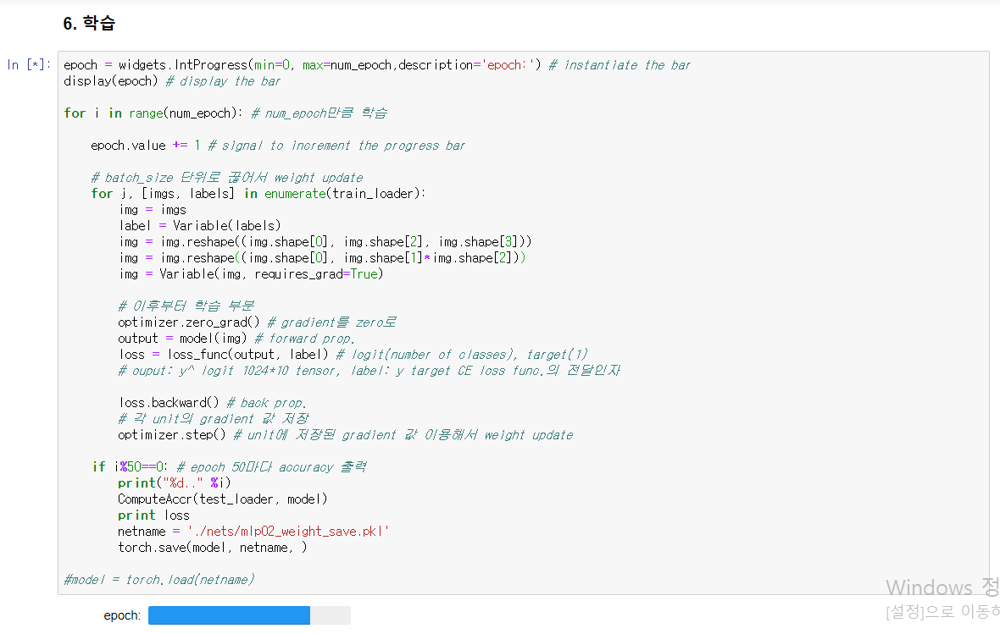 6. 학습
In [*]:
epoch = widgets.IntProgress(min=0, max=num_epoch,description='epoch:') # instantiate the bar
display(epoch) # display the bar
for i in range(num_epoch): # num_epoch만큼 학습
epoch.value += 1 # signal to increment the progress bar
# batch_size 단위로 끊어서 weight update
for j, [imgs, labels] in enumerate(train_loader):
img = imgs
label = Variable(labels)
img = img.reshape((img.shape[0], img.shape[2], img.shape[3]))
img = img.reshape((img.shape[0], img.shape[1]*img.shape[2]))
img = Variable(img, requires_grad=True)
# 이후부터 학습 부분
optimizer.zero_grad() # gradient를 zero로
output = model(img) # forward prop.
loss = loss_func(output, label) # logit(number of classes), target(1)
# ouput: y^ logit 1024*10 tensor, label: y target CE loss func.의 전달인자
loss.backward() # back prop.
# 각 unit의 gradient 값 저장
optimizer.step() # unit에 저장된 gradient 값 이용해서 weight update
if i%50==0: # epoch 50마다 accuracy 출력
print("%d.." %i)
ComputeAccr(test_loader, model)
print loss
netname = './nets/mlp02_weight_save.pkl'
torch.save(model, netname, )
#model = torch.load(netname)
Windows 정
[설정]으로 이동하
epoch: